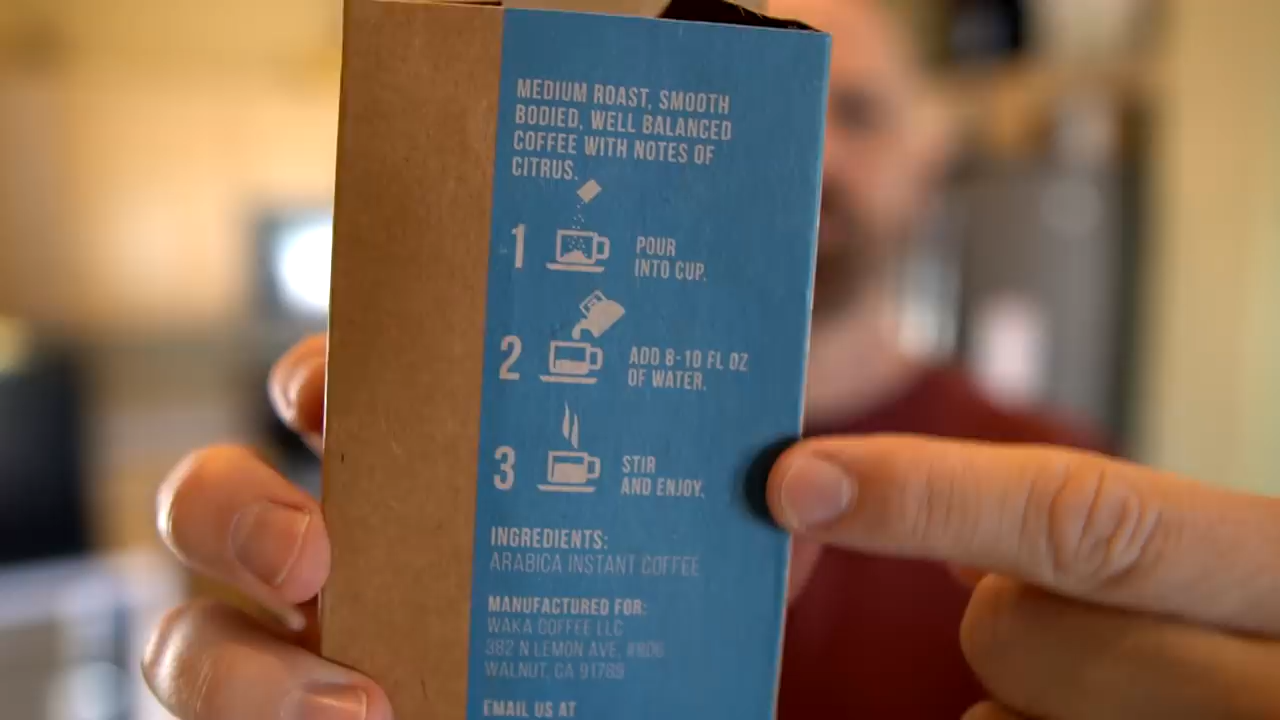 MEDIUM ROAST, SMOOTH
BODIED, WELL BALANCED
COFFEE WITH NOTES OF
CITRUS.
1 POUR
INTO CUP.
2 ADD 8-10 FL OZ
OF WATER.
3 STIR
AND ENJOY.
INGREDIENTS:
ARABICA INSTANT COFFEE
MANUFACTURED FOR:
WAKA COFFEE LLC
382 N LEMON AVE, #806
WALNUT, CA 91789
EMAIL US AT